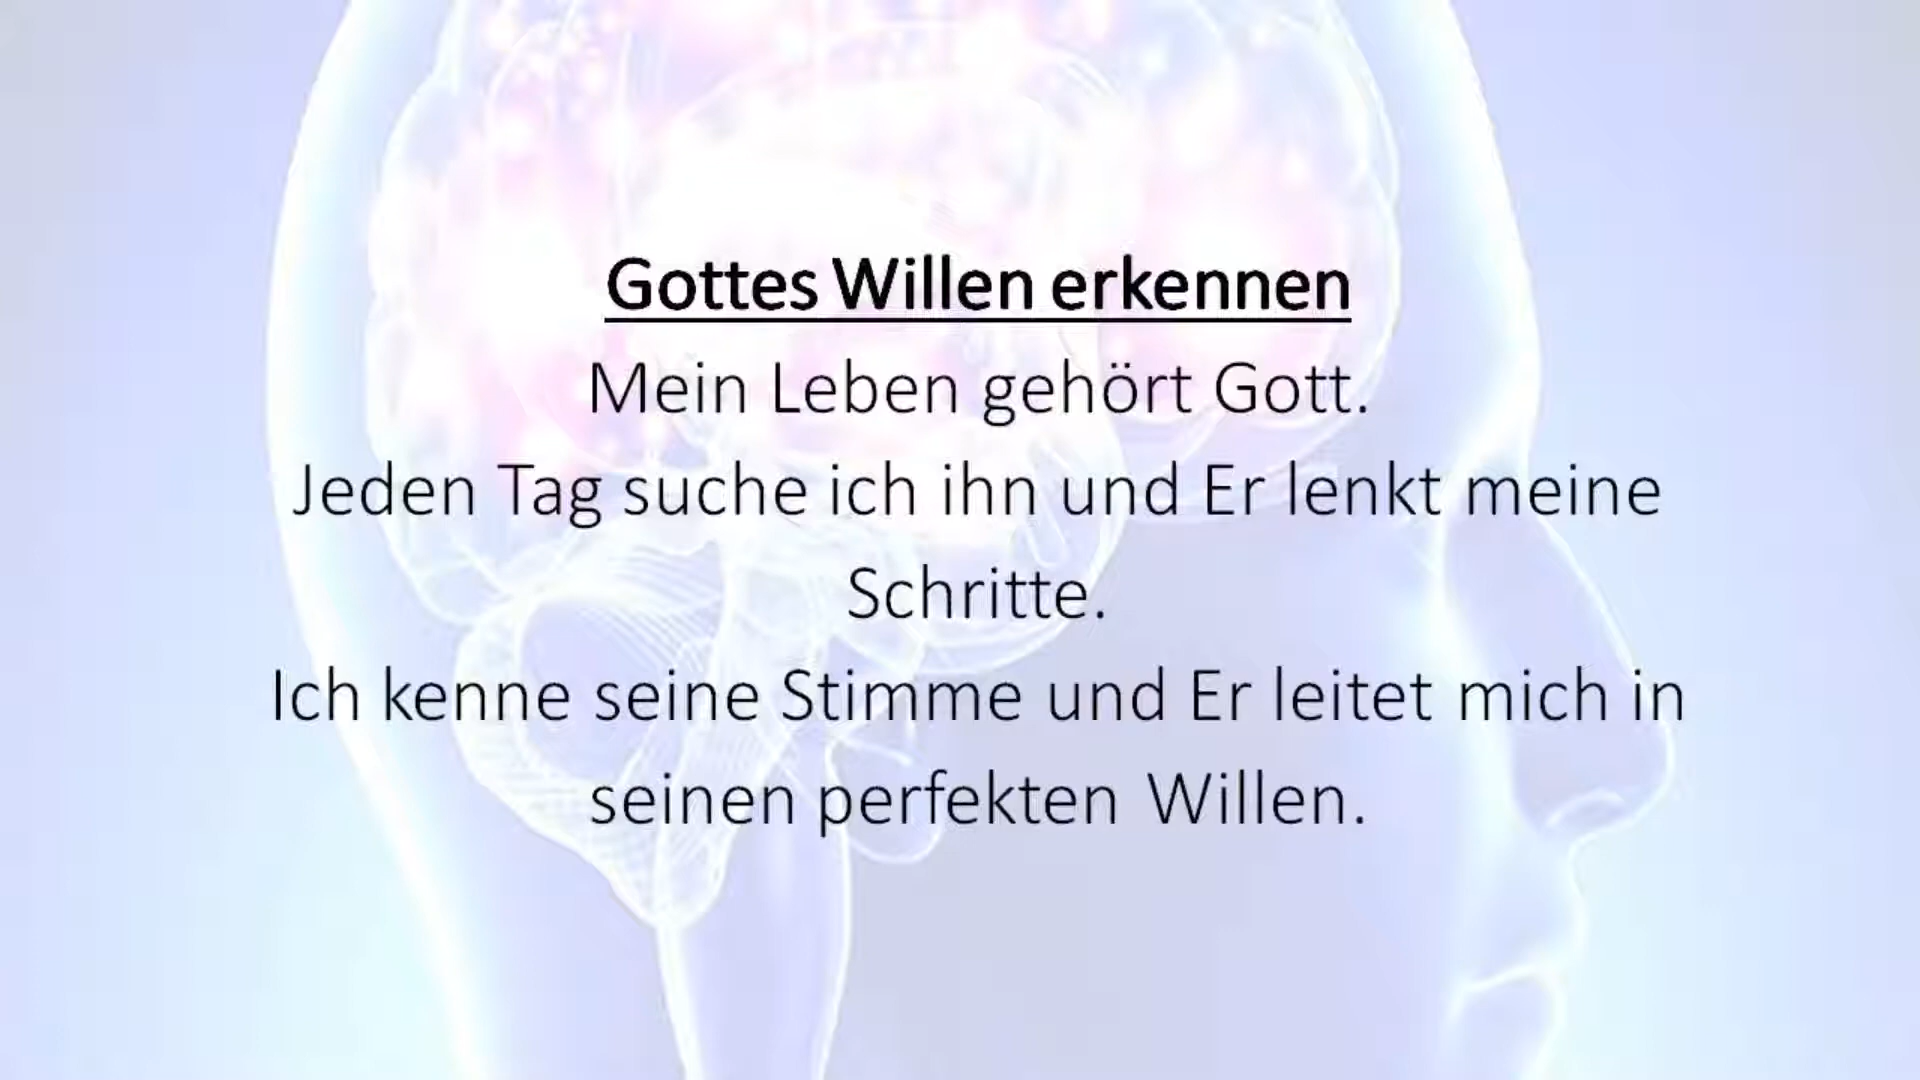 Gottes Willen erkennen
Mein Leben gehört Gott.
Jeden Tag suche ich ihn und Er lenkt meine
Schritte.
Ich kenne seine Stimme und Er leitet mich in
seinen perfekten Willen.